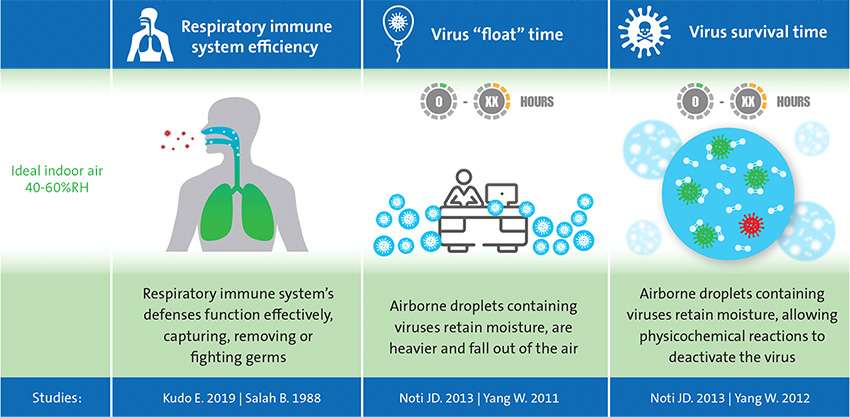 Respiratory immune
system efficiency
Virus “float” time
Virus survival time
0 - XX HOURS
0 - XX HOURS
Ideal indoor air
40-60%RH
Respiratory immune system’s
defenses function effectively,
capturing, removing or
fighting germs
Airborne droplets containing
viruses retain moisture, are
heavier and fall out of the air
Airborne droplets containing
viruses retain moisture, allowing
physicochemical reactions to
deactivate the virus
Studies:
Kudo E. 2019 | Salah B. 1988
Noti JD. 2013 | Yang W. 2011
Noti JD. 2013 | Yang W. 2012